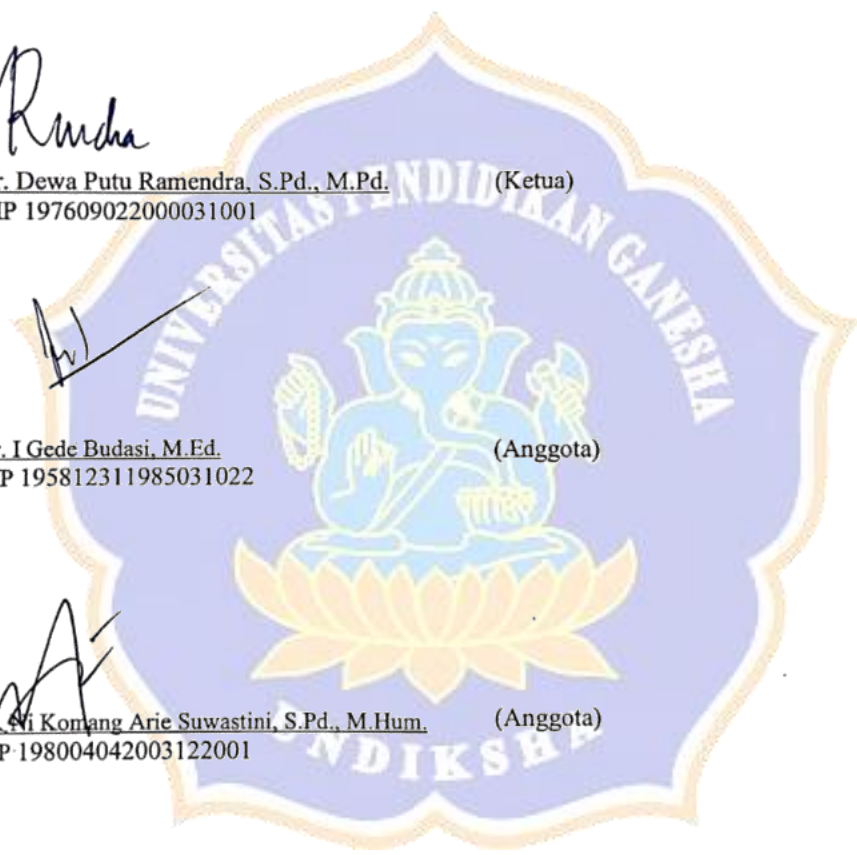 r. Dewa Putu Ramendra, S.Pd., M.Pd. (Ketua)
IP 197609022000031001
UNIVERSITAS PENDIDIKAN GANESHA
. I Gede Budasi, M.Ed. (Anggota)
P 195812311985031022
Ni Komang Arie Suwastini, S.Pd., M.Hum. (Anggota)
P 198004042003122001
UNDIKSHA